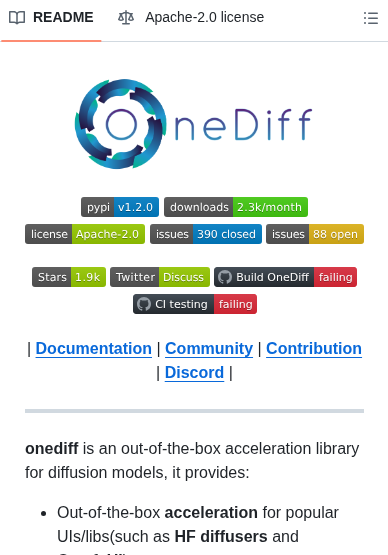 README Apache-2.0 license
OneDiff
pypi v1.2.0 downloads 2.3k/month
license Apache-2.0 issues 390 closed issues 88 open
Stars 1.9k Twitter Discuss Build OneDiff failing
CI testing failing
| Documentation | Community | Contribution
| Discord |
onediff is an out-of-the-box acceleration library
for diffusion models, it provides:
• Out-of-the-box acceleration for popular
UIs/libs(such as HF diffusers and